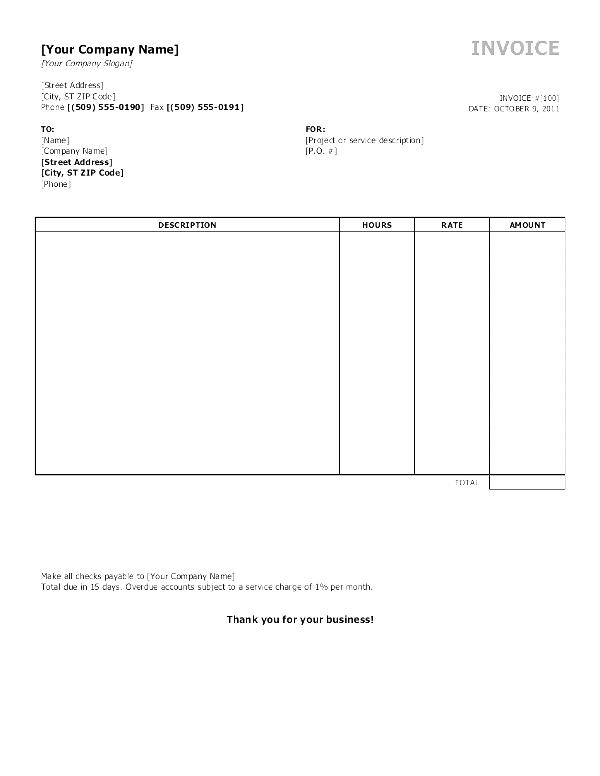 [Your Company Name]
INVOICE
[Your Company Slogan]
[Street Address]
[City, ST ZIP Code]
Phone [(509) 555-0190] Fax [(509) 555-0191]
INVOICE #[100]
DATE: OCTOBER 9, 2011
TO:
[Name]
[Company Name]
[Street Address]
[City, ST ZIP Code]
[Phone]
FOR:
[Project or service description]
[P.O. #]
DESCRIPTION HOURS RATE AMOUNT
TOTAL
Make all checks payable to [Your Company Name]
Total due in 15 days. Overdue accounts subject to a service charge of 1% per month.
Thank you for your business!